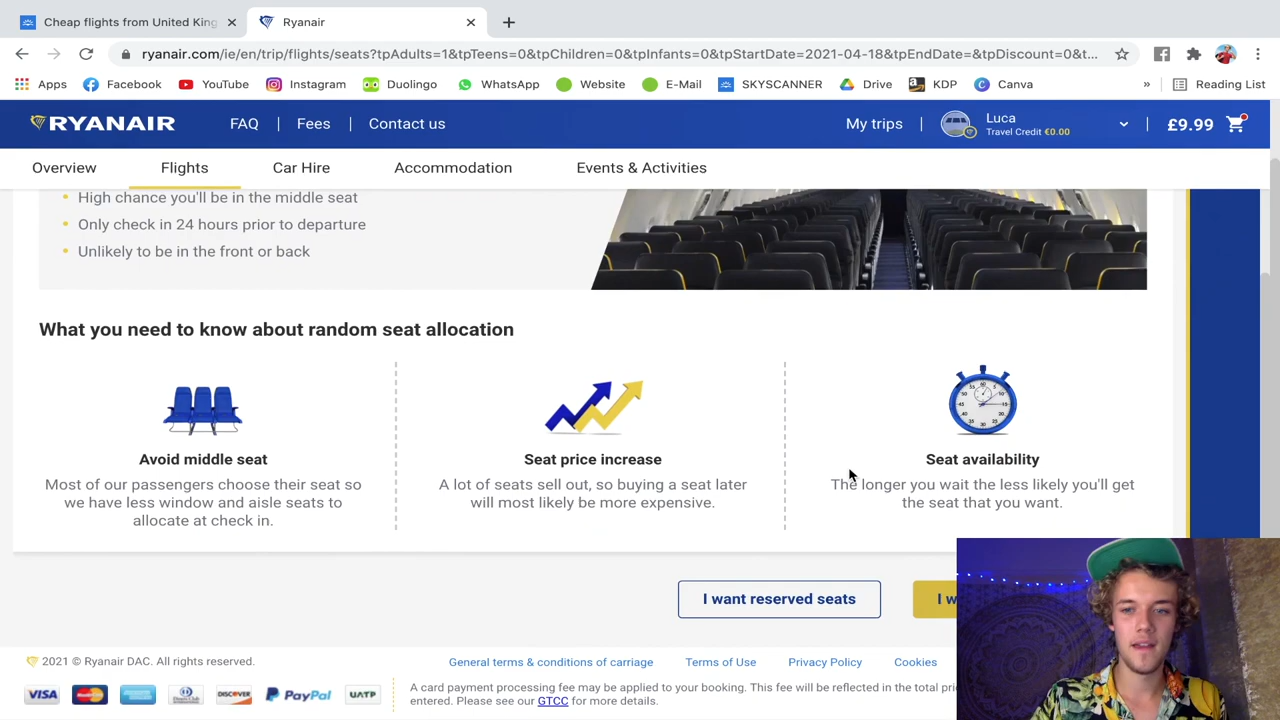 Cheap flights from United King
Ryanair
ryanair.com/ie/en/trip/flights/seats?tpAdults=1&tpTeens=0&tpChildren=0&tpInfants=0&tpStartDate=2021-04-18&tpEndDate=&tpDiscount=0&t...
Apps Facebook YouTube Instagram Duolingo WhatsApp Website E-Mail SKYSCANNER Drive KDP Canva » Reading List
RYANAIR FAQ | Fees | Contact us My trips | Luca Travel Credit €0.00 | £9.99
Overview Flights Car Hire Accommodation Events & Activities
• High chance you'll be in the middle seat
• Only check in 24 hours prior to departure
• Unlikely to be in the front or back
What you need to know about random seat allocation
Avoid middle seat
Most of our passengers choose their seat so
we have less window and aisle seats to
allocate at check in.
Seat price increase
A lot of seats sell out, so buying a seat later
will most likely be more expensive.
Seat availability
The longer you wait the less likely you'll get
the seat that you want.
I want reserved seats I w
2021 © Ryanair DAC. All rights reserved. General terms & conditions of carriage Terms of Use Privacy Policy Cookies
VISA MasterCard Diners Club DISCOVER PayPal UATP
A card payment processing fee may be applied to your booking. This fee will be reflected in the total pri
entered. Please see our GTCC for more details.